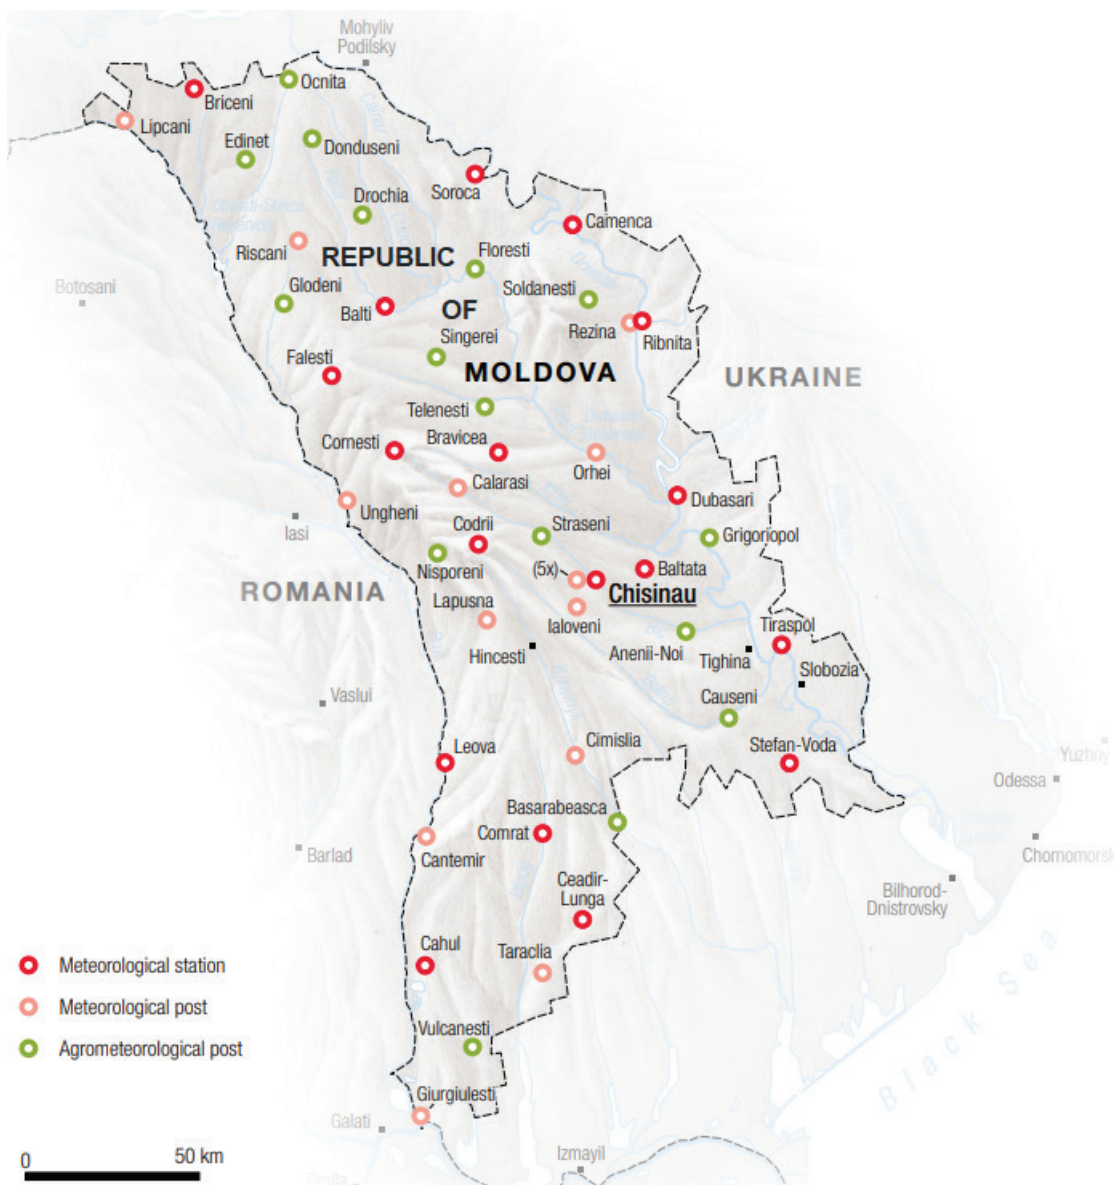 Mohyliv
Podilsky
Ocnita
Briceni
Lipcani
Edinet
Donduseni
Soroca
Drochia
Camenca
Riscani
REPUBLIC
Floresti
Botosani
Glodeni
Soldanesti
Balti
OF
Rezina
Ribnita
Singerei
Falesti
MOLDOVA
UKRAINE
Telenesti
Cornesti
Bravicea
Orhei
Calarasi
Dubasari
Ungheni
Iasi
Codrii
Straseni
Grigoriopol
Nisporeni
(5x)
Baltata
ROMANIA
Chisinau
Lapusna
Ialoveni
Tiraspol
Hincesti
Anenii-Noi
Tighina
Slobozia
Vaslui
Causeni
Leova
Cimislia
Stefan-Voda
Yuzhny
Odessa
Basarabeasca
Comrat
Barlad
Cantemir
Chornomorsk
Ceadir-
Lunga
Bilhorod-
Dnistrovsky
Cahul
Taraclia
Black Sea
Meteorological station
Meteorological post
Agrometeorological post
Vulcanesti
Giurgiulesti
Galati
Izmayil
0 50 km